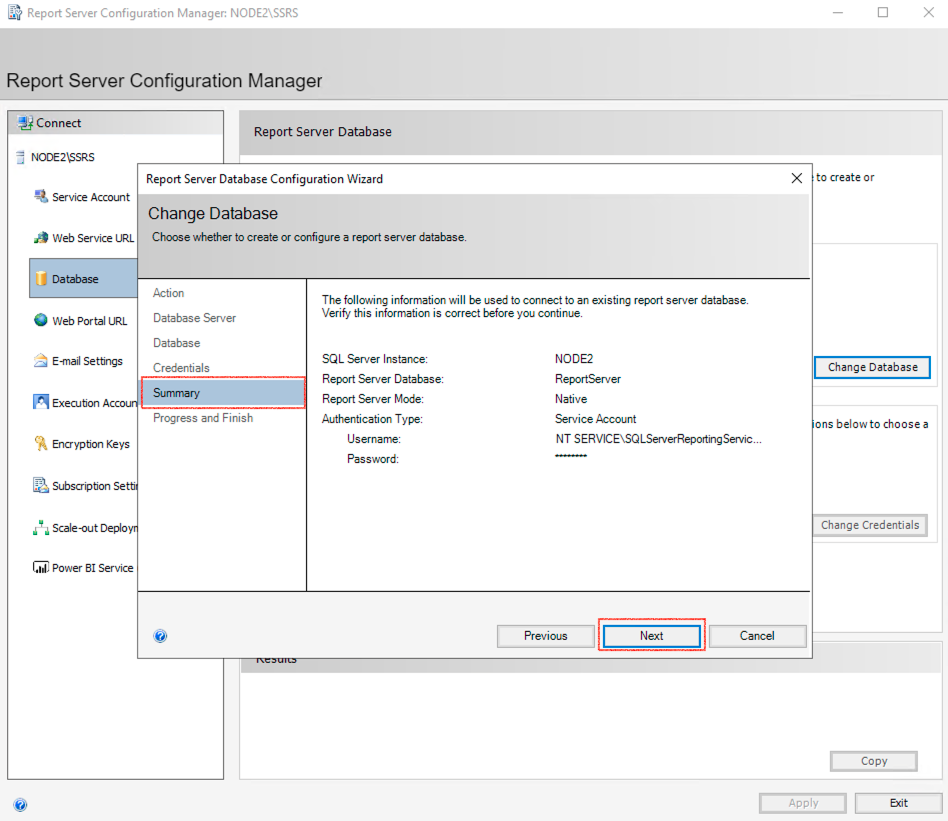 Report Server Configuration Manager: NODE2\SSRS
Report Server Configuration Manager
Connect
NODE2\SSRS
Service Account
Web Service URL
Database
Web Portal URL
E-mail Settings
Execution Accoun
Encryption Keys
Subscription Settin
Scale-out Deploym
Power BI Service
Report Server Database
to create or
Change Database
ions below to choose a
Change Credentials
Report Server Database Configuration Wizard
Change Database
Choose whether to create or configure a report server database.
Action
Database Server
Database
Credentials
Summary
Progress and Finish
The following information will be used to connect to an existing report server database.
Verify this information is correct before you continue.
SQL Server Instance: NODE2
Report Server Database: ReportServer
Report Server Mode: Native
Authentication Type: Service Account
Username: NT SERVICE\SQLServerReportingServic...
Password: ********
Previous
Next
Cancel
Results
Copy
Apply
Exit